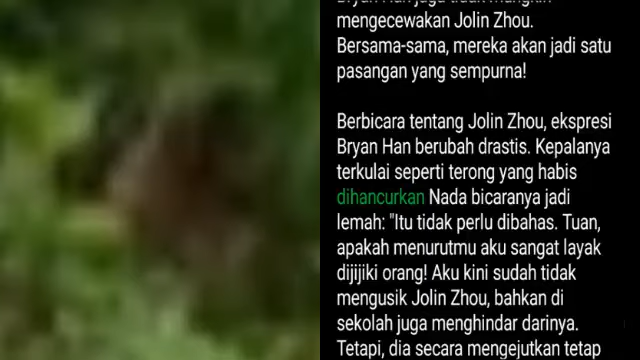 mengecewakan Jolin Zhou.
Bersama-sama, mereka akan jadi satu
pasangan yang sempurna!
Berbicara tentang Jolin Zhou, ekspresi
Bryan Han berubah drastis. Kepalanya
terkulai seperti terong yang habis
dihancurkan Nada bicaranya jadi
lemah: "Itu tidak perlu dibahas. Tuan,
apakah menurutmu aku sangat layak
dijijiki orang! Aku kini sudah tidak
mengusik Jolin Zhou, bahkan di
sekolah juga menghindar darinya.
Tetapi, dia secara mengejutkan tetap